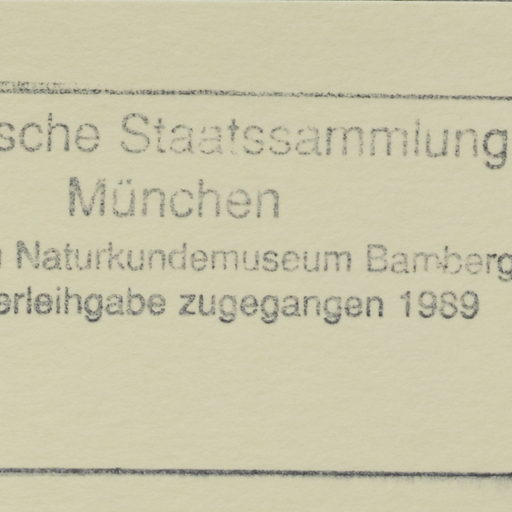 sche Staatssammlung
München
Naturkundemuseum Bamberg
erleihgabe zugegangen 1989